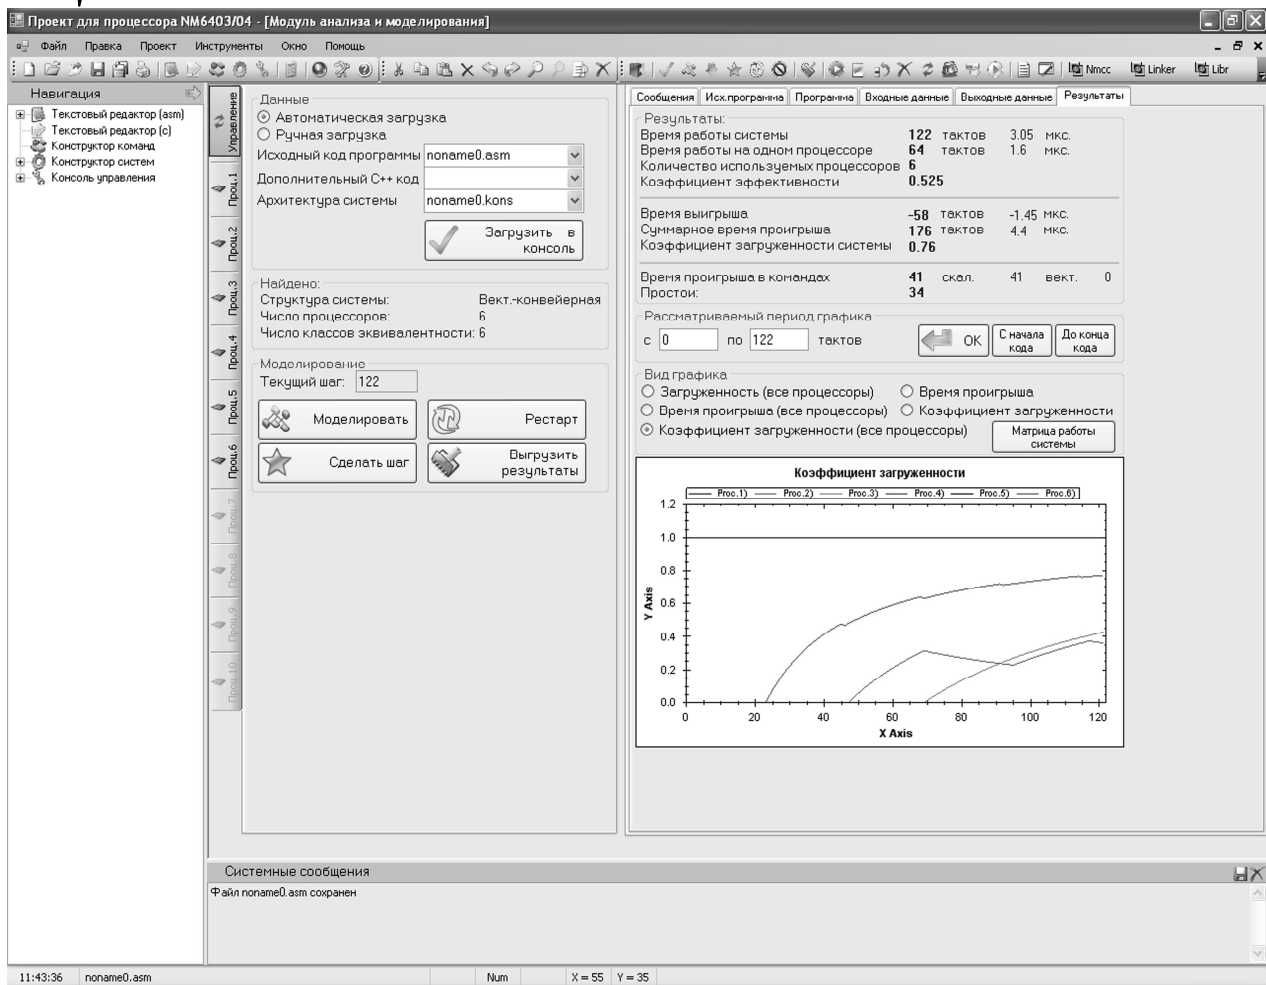 Проект для процессора NM6403/04 - [Модуль анализа и моделирования]
Файл Правка Проект Инструменты Окно Помощь
Nmcc Linker Libr
Навигация
Текстовый редактор (asm)
Текстовый редактор (c)
Конструктор команд
Конструктор систем
Консоль управления
Управление
Проц.1
Проц.2
Проц.3
Проц.4
Проц.5
Проц.6
Проц.7
Проц.8
Проц.9
Проц.10
Данные
Автоматическая загрузка
Ручная загрузка
Исходный код программы noname0.asm
Дополнительный C++ код
Архитектура системы noname0.kons
Загрузить в
консоль
Найдено:
Структура системы: Вект.-конвейерная
Число процессоров: 6
Число классов эквивалентности: 6
Моделирование
Текущий шаг: 122
Моделировать Рестарт
Сделать шаг Выгрузить
результаты
Сообщения Исх.программа Программа Входные данные Выходные данные Результаты
Результаты:
Время работы системы 122 тактов 3.05 мкс.
Время работы на одном процессоре 64 тактов 1.6 мкс.
Количество используемых процессоров 6
Коэффициент эффективности 0.525
Время выигрыша -58 тактов -1.45 мкс.
Суммарное время проигрыша 176 тактов 4.4 мкс.
Коэффициент загруженности системы 0.76
Время проигрыша в командах 41 скал. 41 вект. 0
Простои: 34
Рассматриваемый период графика
с 0 по 122 тактов OK С начала
кода До конца
кода
Вид графика
Загруженность (все процессоры) Время проигрыша
Время проигрыша (все процессоры) Коэффициент загруженности
Коэффициент загруженности (все процессоры) Матрица работы
системы
Коэффициент загруженности
Proc.1) Proc.2) Proc.3) Proc.4) Proc.5) Proc.6)
1.2
1.0
0.8
0.6
0.4
0.2
0.0
Y Axis
0 20 40 60 80 100 120
X Axis
Системные сообщения
Файл noname0.asm сохранен
11:43:36 noname0.asm Num X = 55 Y = 35